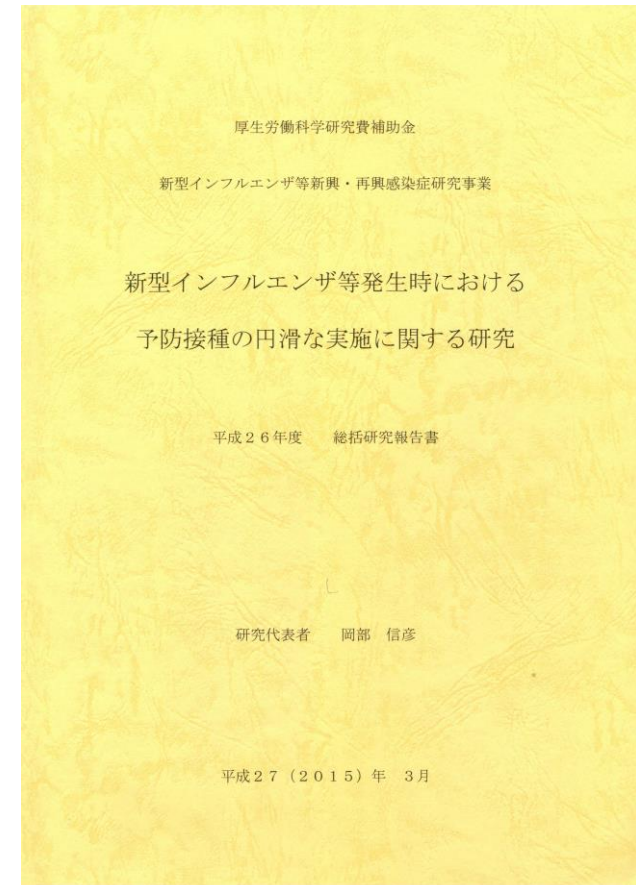 厚生労働科学研究費補助金
新型インフルエンザ等新興・再興感染症研究事業
新型インフルエンザ等発生時における
予防接種の円滑な実施に関する研究
平成26年度　総括研究報告書
研究代表者　岡部　信彦
平成27(2015)年　3月